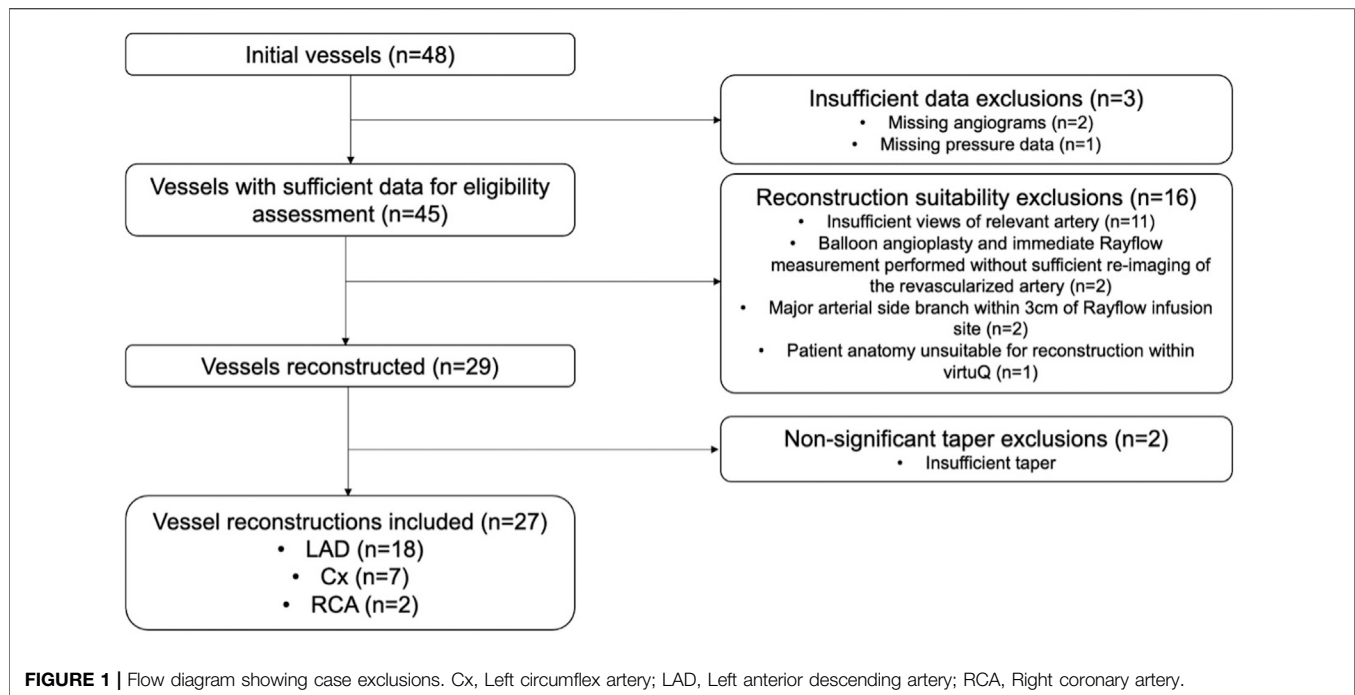 Initial vessels (n=48)
Insufficient data exclusions (n=3)
• Missing angiograms (n=2)
• Missing pressure data (n=1)
Vessels with sufficient data for eligibility
assessment (n=45)
Reconstruction suitability exclusions (n=16)
• Insufficient views of relevant artery (n=11)
• Balloon angioplasty and immediate Rayflow
measurement performed without sufficient re-imaging of
the revascularized artery (n=2)
• Major arterial side branch within 3cm of Rayflow infusion
site (n=2)
• Patient anatomy unsuitable for reconstruction within
virtuQ (n=1)
Vessels reconstructed (n=29)
Non-significant taper exclusions (n=2)
• Insufficient taper
Vessel reconstructions included (n=27)
• LAD (n=18)
• Cx (n=7)
• RCA (n=2)
FIGURE 1 | Flow diagram showing case exclusions. Cx, Left circumflex artery; LAD, Left anterior descending artery; RCA, Right coronary artery.